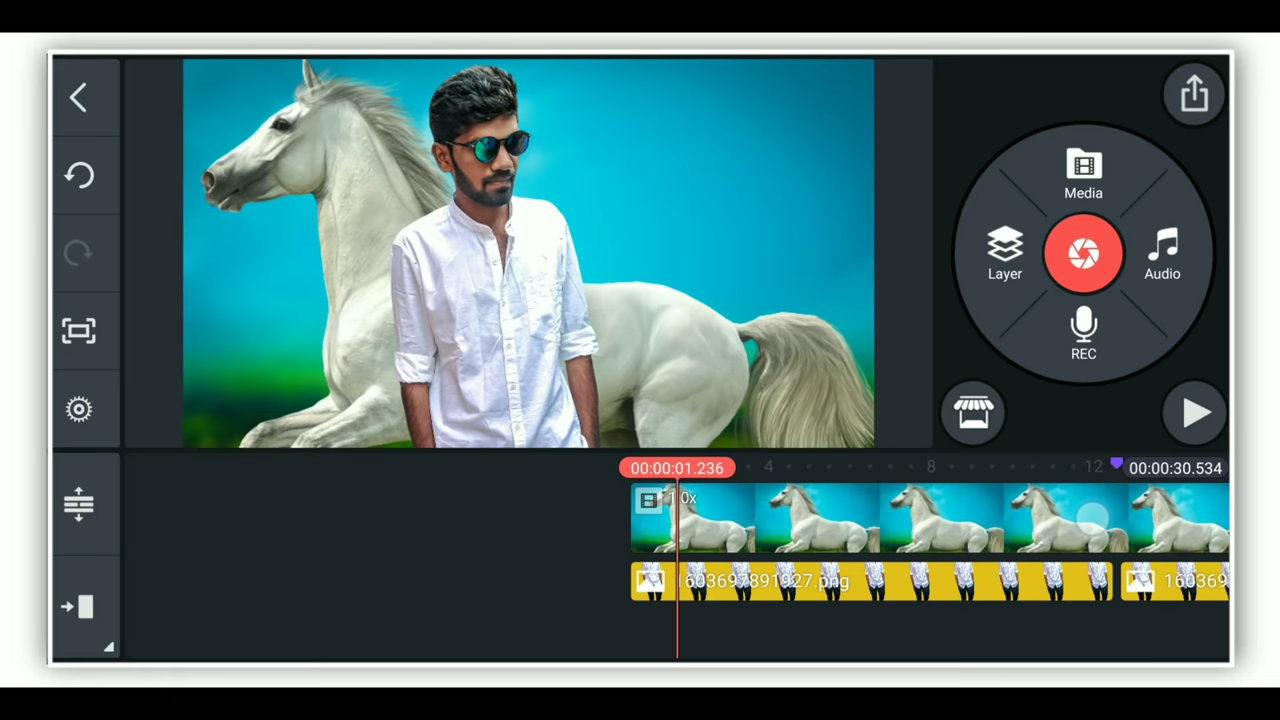 Media
Layer
Audio
REC
00:00:01.236
4
8
12
00:00:30.534
1.0x
1603697891927.png
160369